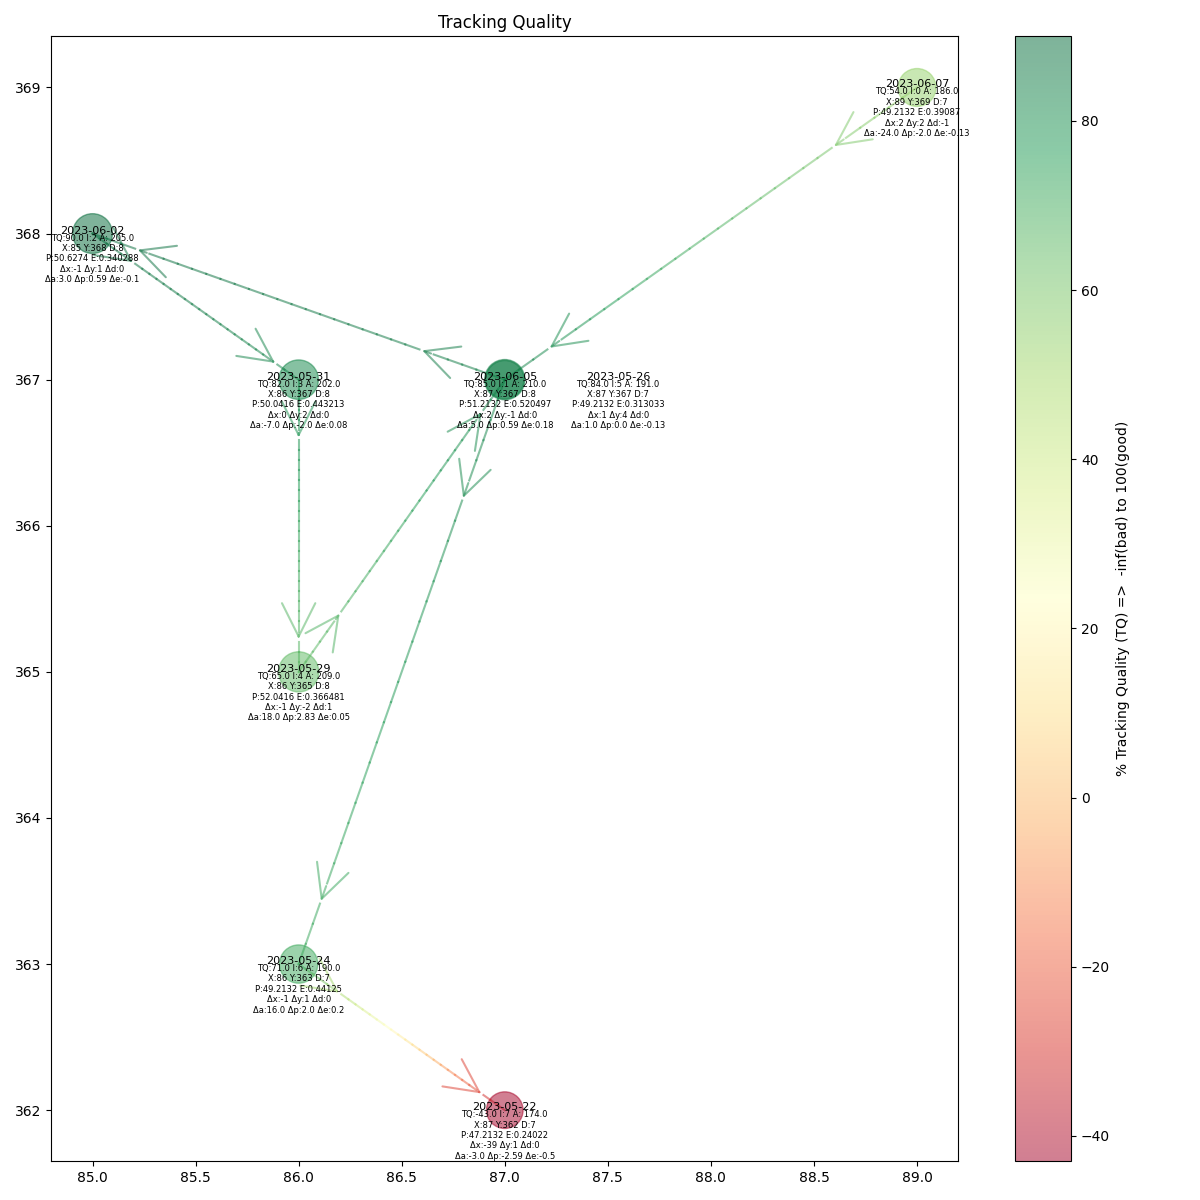 Tracking Quality
369
368
367
366
365
364
363
362
85.0
85.5
86.0
86.5
87.0
87.5
88.0
88.5
89.0
2023-06-07
TQ:54.0 I:0 A: 186.0
X:89 Y:369 D:7
P:49.2132 E:0.39087
Δx:2 Δy:2 Δd:-1
Δa:-24.0 Δp:-2.0 Δe:-0.13
2023-06-02
TQ:90.0 I:2 A: 205.0
X:85 Y:368 D:8
P:50.6274 E:0.340288
Δx:-1 Δy:1 Δd:0
Δa:3.0 Δp:0.59 Δe:-0.1
2023-05-31
TQ:82.0 I:3 A: 202.0
X:86 Y:367 D:8
P:50.0416 E:0.443213
Δx:0 Δy:2 Δd:0
Δa:-7.0 Δp:-2.0 Δe:0.08
2023-06-05
TQ:85.0 I:1 A: 210.0
X:87 Y:367 D:8
P:51.2132 E:0.520497
Δx:2 Δy:-1 Δd:0
Δa:5.0 Δp:0.59 Δe:0.18
2023-05-26
TQ:84.0 I:5 A: 191.0
X:87 Y:367 D:7
P:49.2132 E:0.313033
Δx:1 Δy:4 Δd:0
Δa:1.0 Δp:0.0 Δe:-0.13
2023-05-29
TQ:65.0 I:4 A: 209.0
X:86 Y:365 D:8
P:52.0416 E:0.366481
Δx:-1 Δy:-2 Δd:1
Δa:18.0 Δp:2.83 Δe:0.05
2023-05-24
TQ:71.0 I:6 A: 190.0
X:86 Y:363 D:7
P:49.2132 E:0.44125
Δx:-1 Δy:1 Δd:0
Δa:16.0 Δp:2.0 Δe:0.2
2023-05-22
TQ:-43.0 I:7 A: 174.0
X:87 Y:362 D:7
P:47.2132 E:0.24022
Δx:-39 Δy:1 Δd:0
Δa:-3.0 Δp:-2.59 Δe:-0.5
80
60
40
20
0
−20
−40
% Tracking Quality (TQ) => -inf(bad) to 100(good)